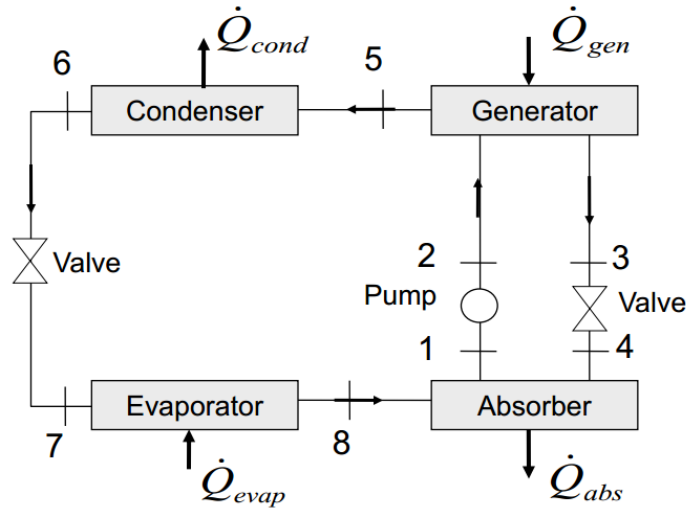 Q̇cond
Q̇gen
6
5
Condenser
Generator
Valve
2
3
Pump
Valve
1
4
Evaporator
Absorber
7
8
Q̇evap
Q̇abs